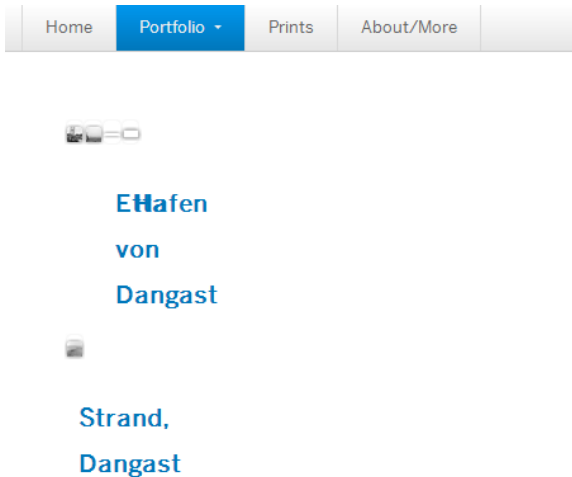 Home Portfolio Prints About/More
Hafen
von
Dangast
Strand,
Dangast